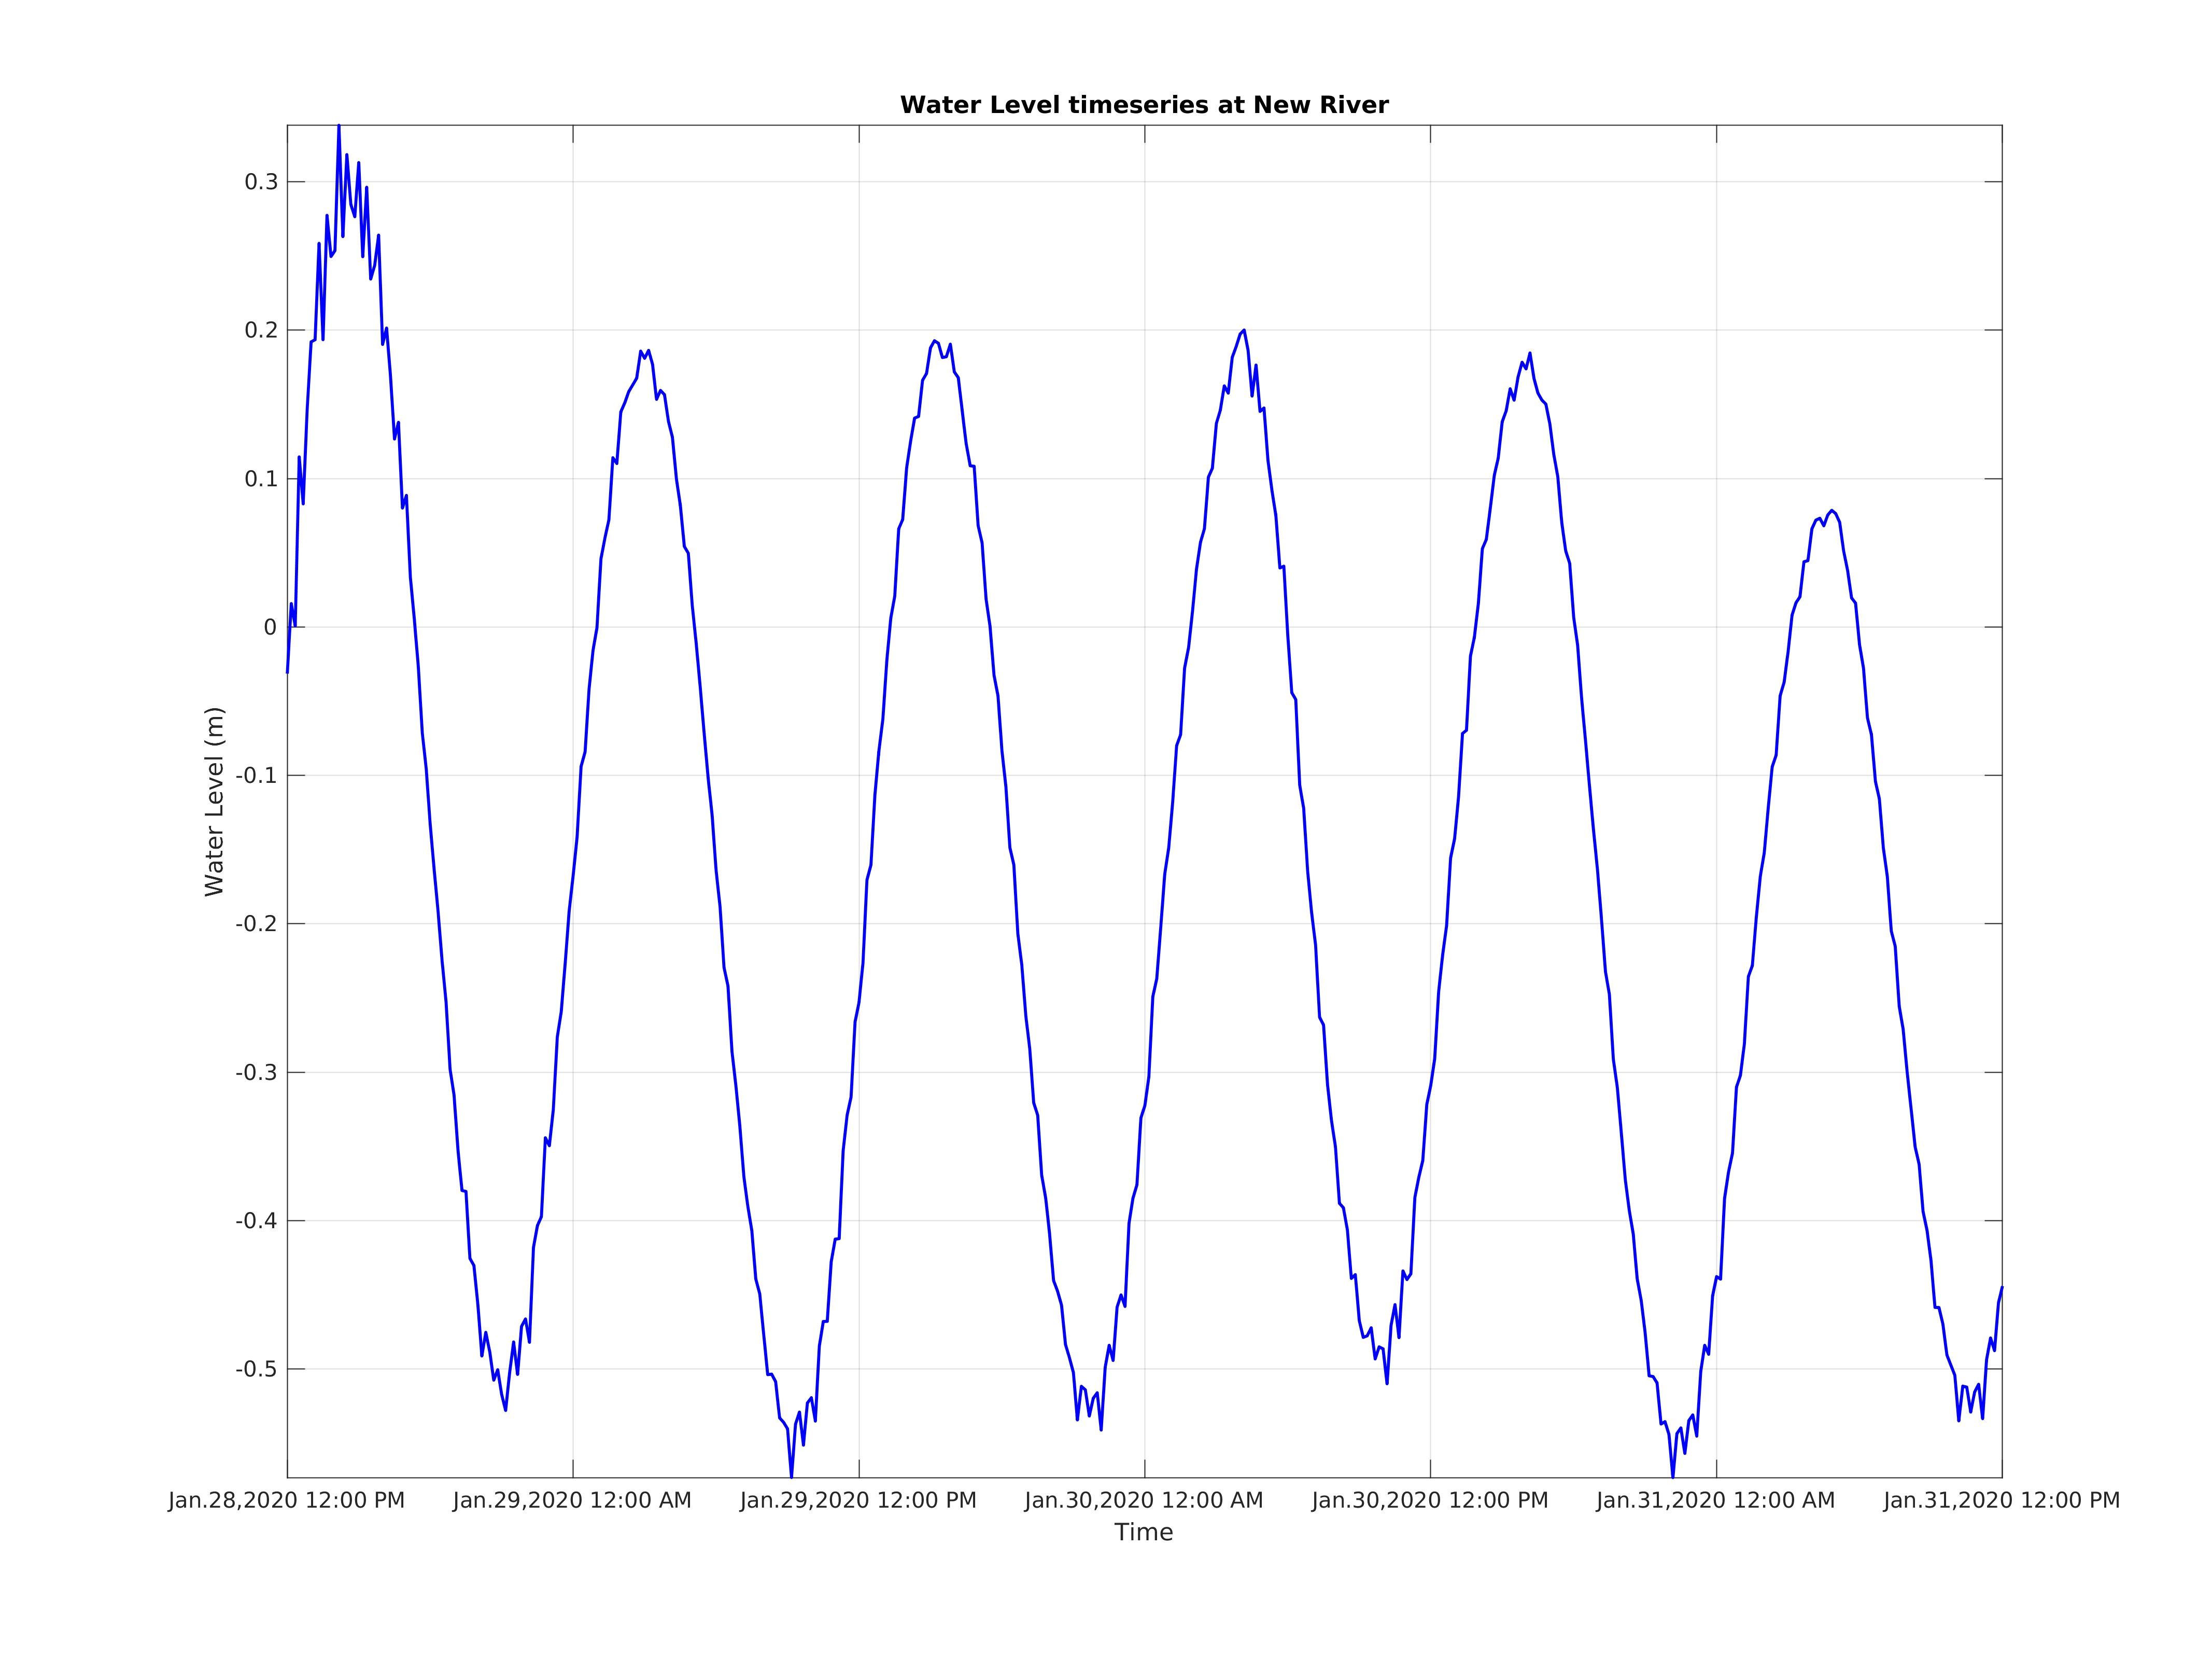 Water Level timeseries at New River
0.3
0.2
0.1
0
-0.1
-0.2
-0.3
-0.4
-0.5
Water Level (m)
Jan.28,2020 12:00 PM Jan.29,2020 12:00 AM Jan.29,2020 12:00 PM Jan.30,2020 12:00 AM Jan.30,2020 12:00 PM Jan.31,2020 12:00 AM Jan.31,2020 12:00 PM
Time